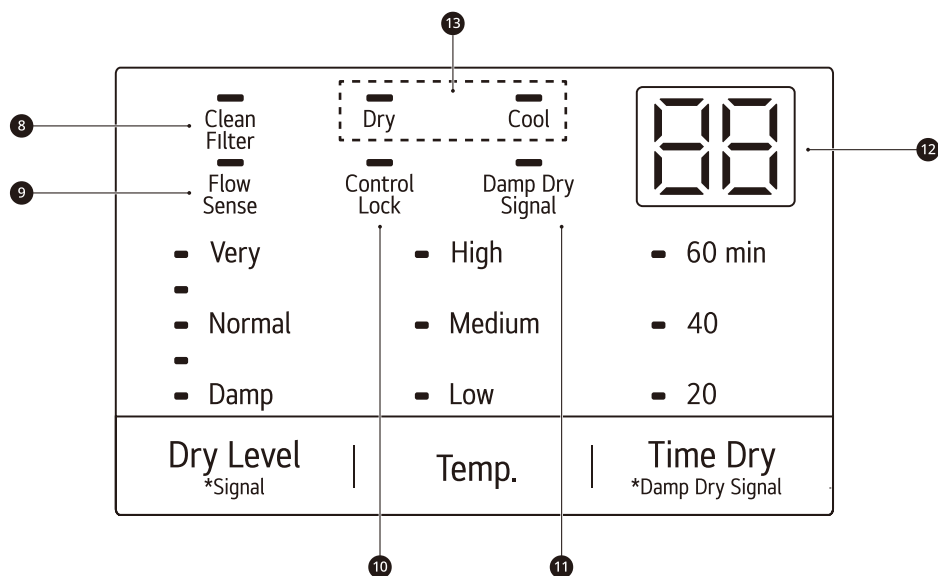 13
8
Clean
Filter
Dry
Cool
88
12
9
Flow
Sense
Control
Lock
Damp Dry
Signal
Very
High
60 min
Normal
Medium
40
Damp
Low
20
Dry Level
*Signal
Temp.
Time Dry
*Damp Dry Signal
10
11